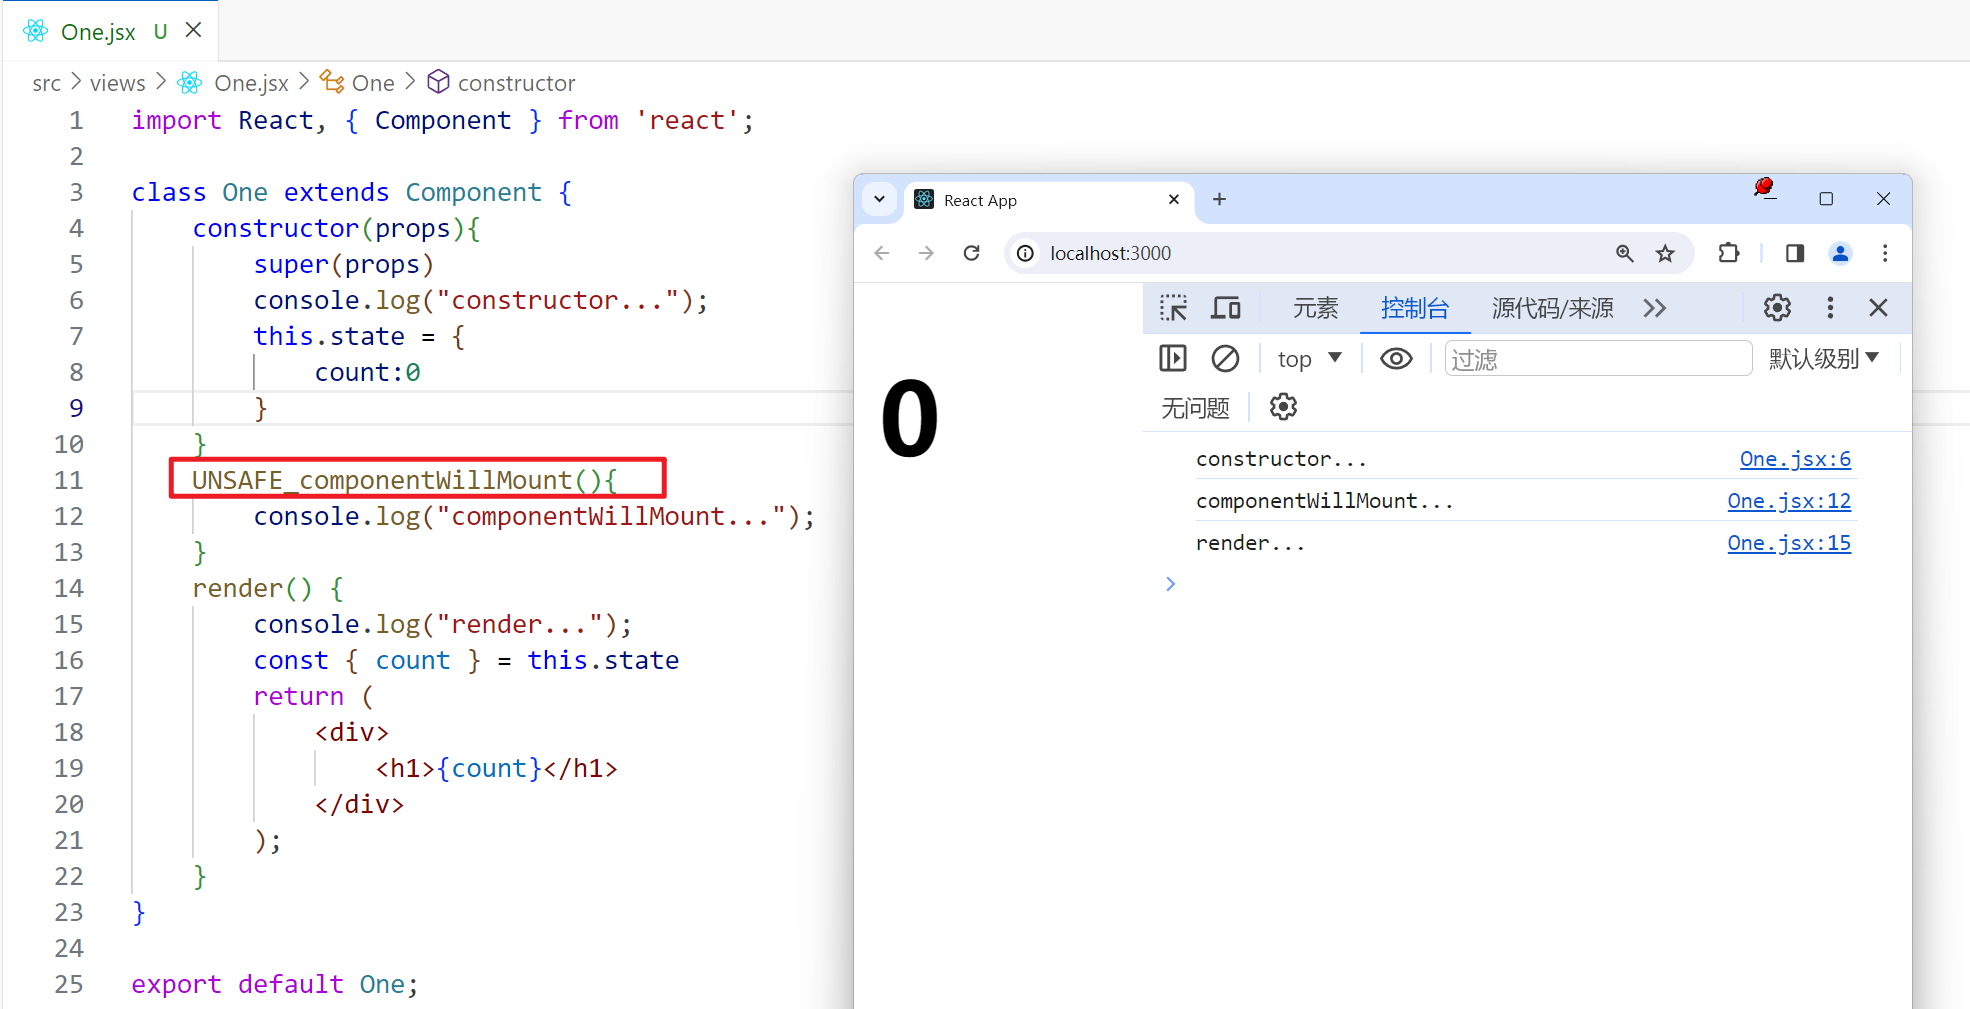 One.jsx U
src > views > One.jsx > One > constructor
1 import React, { Component } from 'react';
2
3 class One extends Component {
4 constructor(props){
5 super(props)
6 console.log("constructor...");
7 this.state = {
8 count:0
9 }
10 }
11 UNSAFE_componentWillMount(){
12 console.log("componentWillMount...");
13 }
14 render() {
15 console.log("render...");
16 const { count } = this.state
17 return (
18 <div>
19 <h1>{count}</h1>
20 </div>
21 );
22 }
23 }
24
25 export default One;
React App
localhost:3000
0
元素 控制台 源代码/来源
top 过滤 默认级别
无问题
constructor... One.jsx:6
componentWillMount... One.jsx:12
render... One.jsx:15